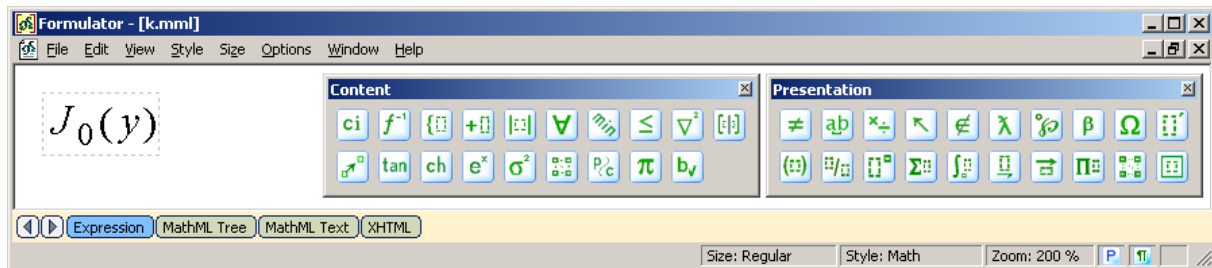 Formulator - [k.mml]
File Edit View Style Size Options Window Help
J₀(y)
Content
ci f⁻¹ {▯ +▯ |▯| ∀ ≤ ∇² [▯|▯]
tan ch eˣ σ² P/C π b√
Presentation
≠ ab ×÷ ↖ ∉ ƛ ℘ β Ω ▯′
(▯) ▯/▯ ▯▫ Σ▯ ∫▯ Π▯
Expression MathML Tree MathML Text XHTML
Size: Regular Style: Math Zoom: 200 % P ¶